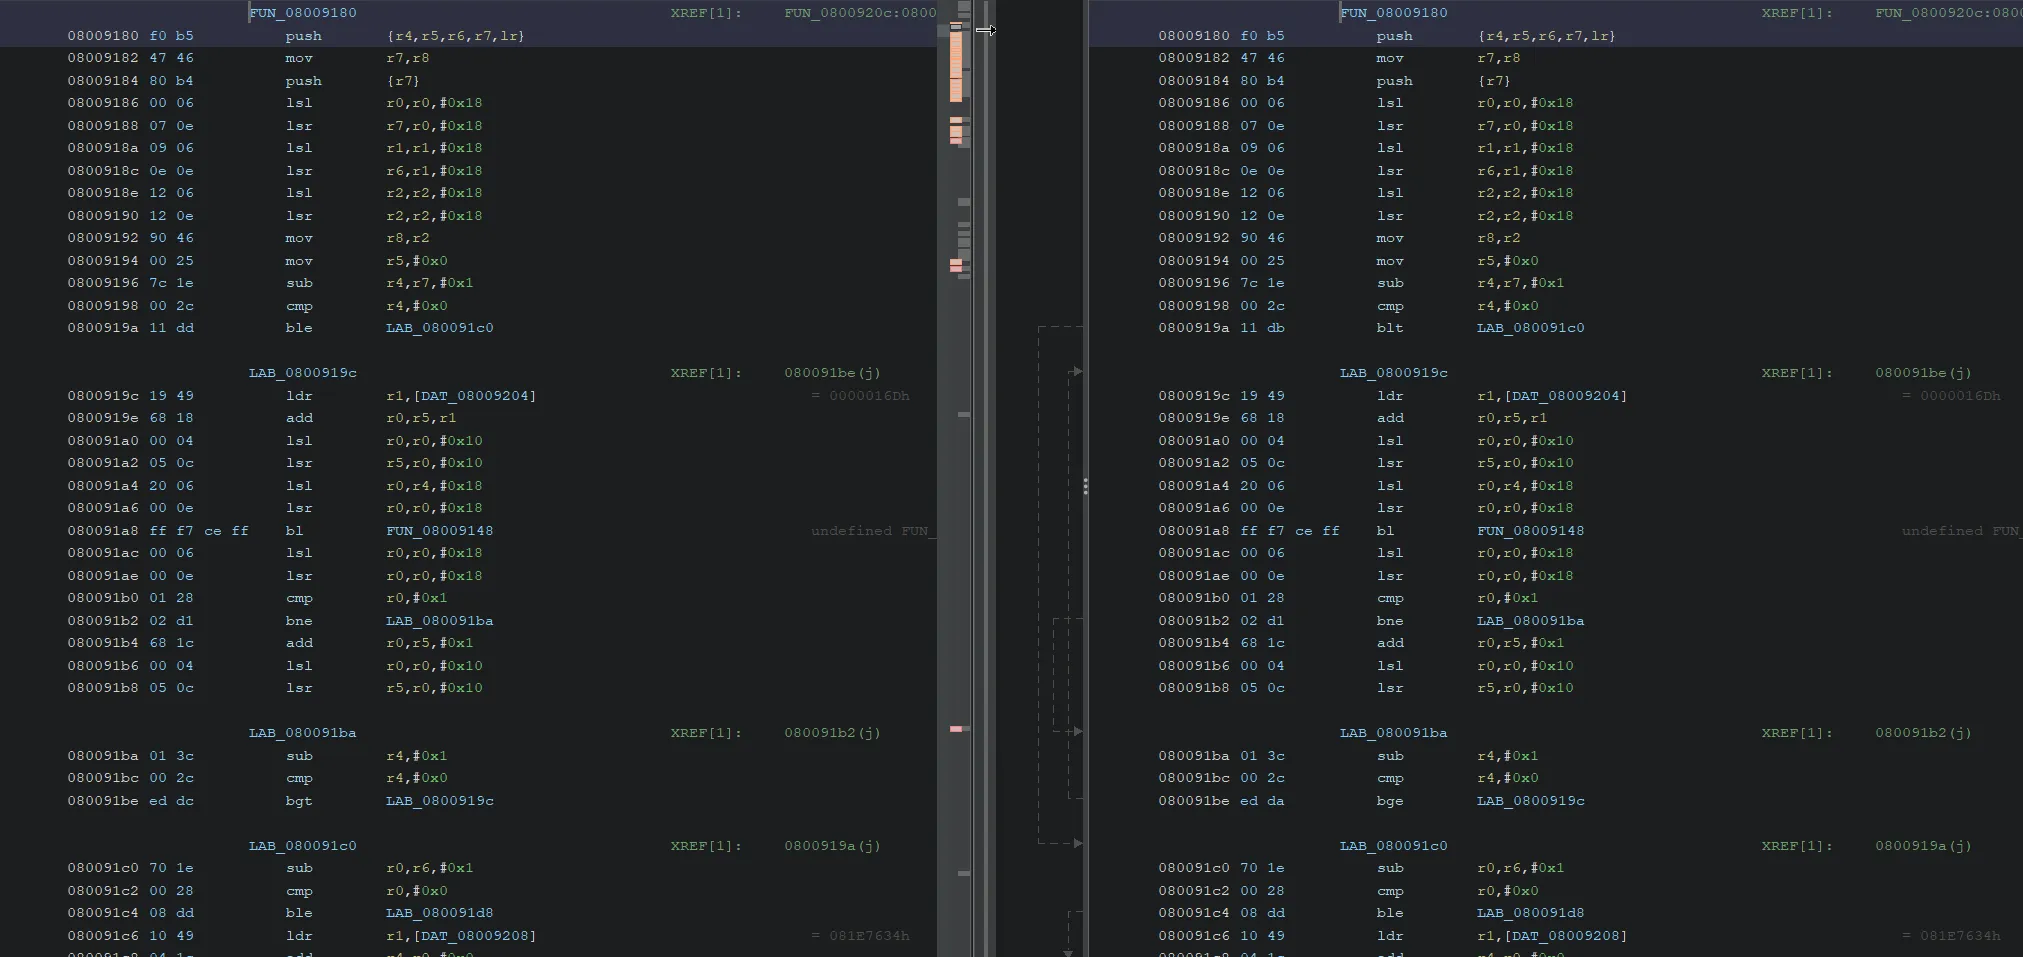 FUN_08009180 XREF[1]: FUN_0800920c:0800
08009180 f0 b5 push {r4,r5,r6,r7,lr}
08009182 47 46 mov r7,r8
08009184 80 b4 push {r7}
08009186 00 06 lsl r0,r0,#0x18
08009188 07 0e lsr r7,r0,#0x18
0800918a 09 06 lsl r1,r1,#0x18
0800918c 0e 0e lsr r6,r1,#0x18
0800918e 12 06 lsl r2,r2,#0x18
08009190 12 0e lsr r2,r2,#0x18
08009192 90 46 mov r8,r2
08009194 00 25 mov r5,#0x0
08009196 7c 1e sub r4,r7,#0x1
08009198 00 2c cmp r4,#0x0
0800919a 11 dd ble LAB_080091c0
LAB_0800919c XREF[1]: 080091be(j)
0800919c 19 49 ldr r1,[DAT_08009204] = 0000016Dh
0800919e 68 18 add r0,r5,r1
080091a0 00 04 lsl r0,r0,#0x10
080091a2 05 0c lsr r5,r0,#0x10
080091a4 20 06 lsl r0,r4,#0x18
080091a6 00 0e lsr r0,r0,#0x18
080091a8 ff f7 ce ff bl FUN_08009148 undefined FUN_
080091ac 00 06 lsl r0,r0,#0x18
080091ae 00 0e lsr r0,r0,#0x18
080091b0 01 28 cmp r0,#0x1
080091b2 02 d1 bne LAB_080091ba
080091b4 68 1c add r0,r5,#0x1
080091b6 00 04 lsl r0,r0,#0x10
080091b8 05 0c lsr r5,r0,#0x10
LAB_080091ba XREF[1]: 080091b2(j)
080091ba 01 3c sub r4,#0x1
080091bc 00 2c cmp r4,#0x0
080091be ed dc bgt LAB_0800919c
LAB_080091c0 XREF[1]: 0800919a(j)
080091c0 70 1e sub r0,r6,#0x1
080091c2 00 28 cmp r0,#0x0
080091c4 08 dd ble LAB_080091d8
080091c6 10 49 ldr r1,[DAT_08009208] = 081E7634h
FUN_08009180 XREF[1]: FUN_0800920c:0800
08009180 f0 b5 push {r4,r5,r6,r7,lr}
08009182 47 46 mov r7,r8
08009184 80 b4 push {r7}
08009186 00 06 lsl r0,r0,#0x18
08009188 07 0e lsr r7,r0,#0x18
0800918a 09 06 lsl r1,r1,#0x18
0800918c 0e 0e lsr r6,r1,#0x18
0800918e 12 06 lsl r2,r2,#0x18
08009190 12 0e lsr r2,r2,#0x18
08009192 90 46 mov r8,r2
08009194 00 25 mov r5,#0x0
08009196 7c 1e sub r4,r7,#0x1
08009198 00 2c cmp r4,#0x0
0800919a 11 db blt LAB_080091c0
LAB_0800919c XREF[1]: 080091be(j)
0800919c 19 49 ldr r1,[DAT_08009204] = 0000016Dh
0800919e 68 18 add r0,r5,r1
080091a0 00 04 lsl r0,r0,#0x10
080091a2 05 0c lsr r5,r0,#0x10
080091a4 20 06 lsl r0,r4,#0x18
080091a6 00 0e lsr r0,r0,#0x18
080091a8 ff f7 ce ff bl FUN_08009148 undefined FUN_
080091ac 00 06 lsl r0,r0,#0x18
080091ae 00 0e lsr r0,r0,#0x18
080091b0 01 28 cmp r0,#0x1
080091b2 02 d1 bne LAB_080091ba
080091b4 68 1c add r0,r5,#0x1
080091b6 00 04 lsl r0,r0,#0x10
080091b8 05 0c lsr r5,r0,#0x10
LAB_080091ba XREF[1]: 080091b2(j)
080091ba 01 3c sub r4,#0x1
080091bc 00 2c cmp r4,#0x0
080091be ed da bge LAB_0800919c
LAB_080091c0 XREF[1]: 0800919a(j)
080091c0 70 1e sub r0,r6,#0x1
080091c2 00 28 cmp r0,#0x0
080091c4 08 dd ble LAB_080091d8
080091c6 10 49 ldr r1,[DAT_08009208] = 081E7634h